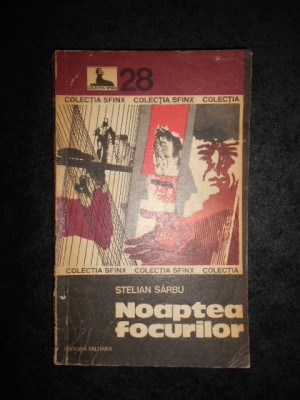 28
COLECȚIA SFINX COLECȚIA SFINX COLECȚIA
COLECȚIA SFINX COLECȚIA SFINX COLECȚIA
STELIAN SÂRBU
Noaptea
focurilor
EDITURA MILITARĂ